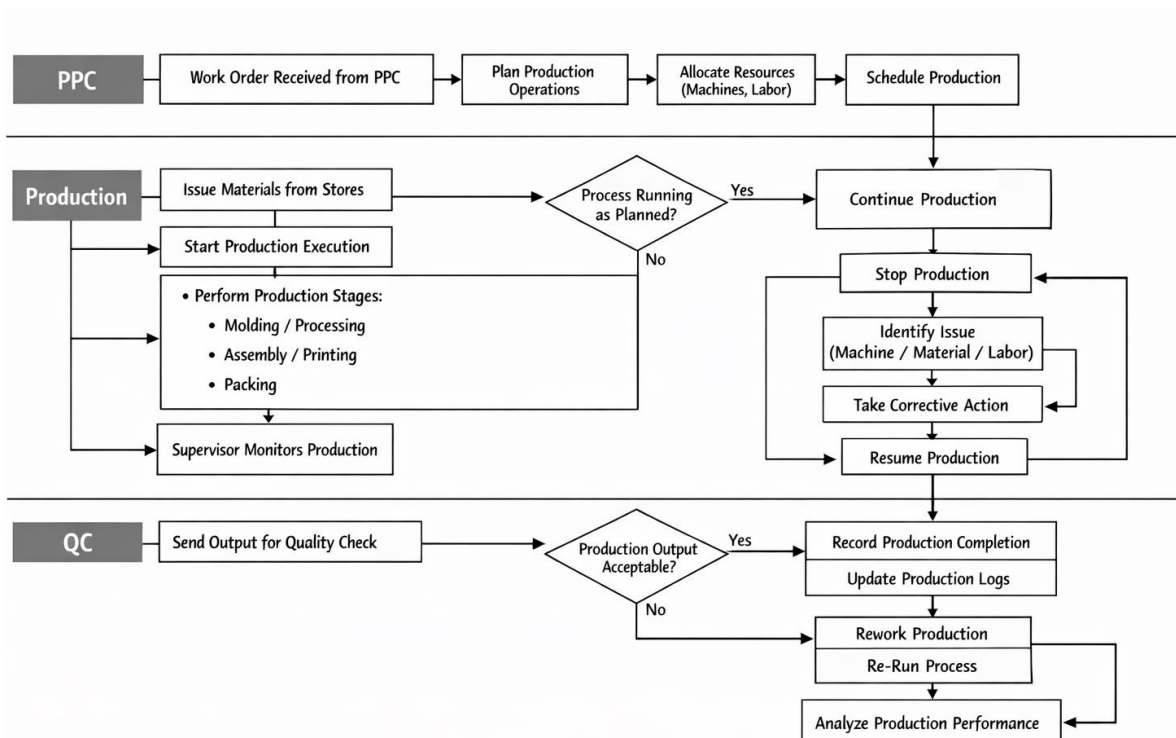 PPC
Work Order Received from PPC
Plan Production
Operations
Allocate Resources
(Machines, Labor)
Schedule Production
Production
Issue Materials from Stores
Process Running
as Planned?
Yes
Continue Production
Start Production Execution
No
Stop Production
• Perform Production Stages:
• Molding / Processing
• Assembly / Printing
• Packing
Identify Issue
(Machine / Material / Labor)
Take Corrective Action
Supervisor Monitors Production
Resume Production
QC
Send Output for Quality Check
Production Output
Acceptable?
Yes
Record Production Completion
Update Production Logs
No
Rework Production
Re-Run Process
Analyze Production Performance